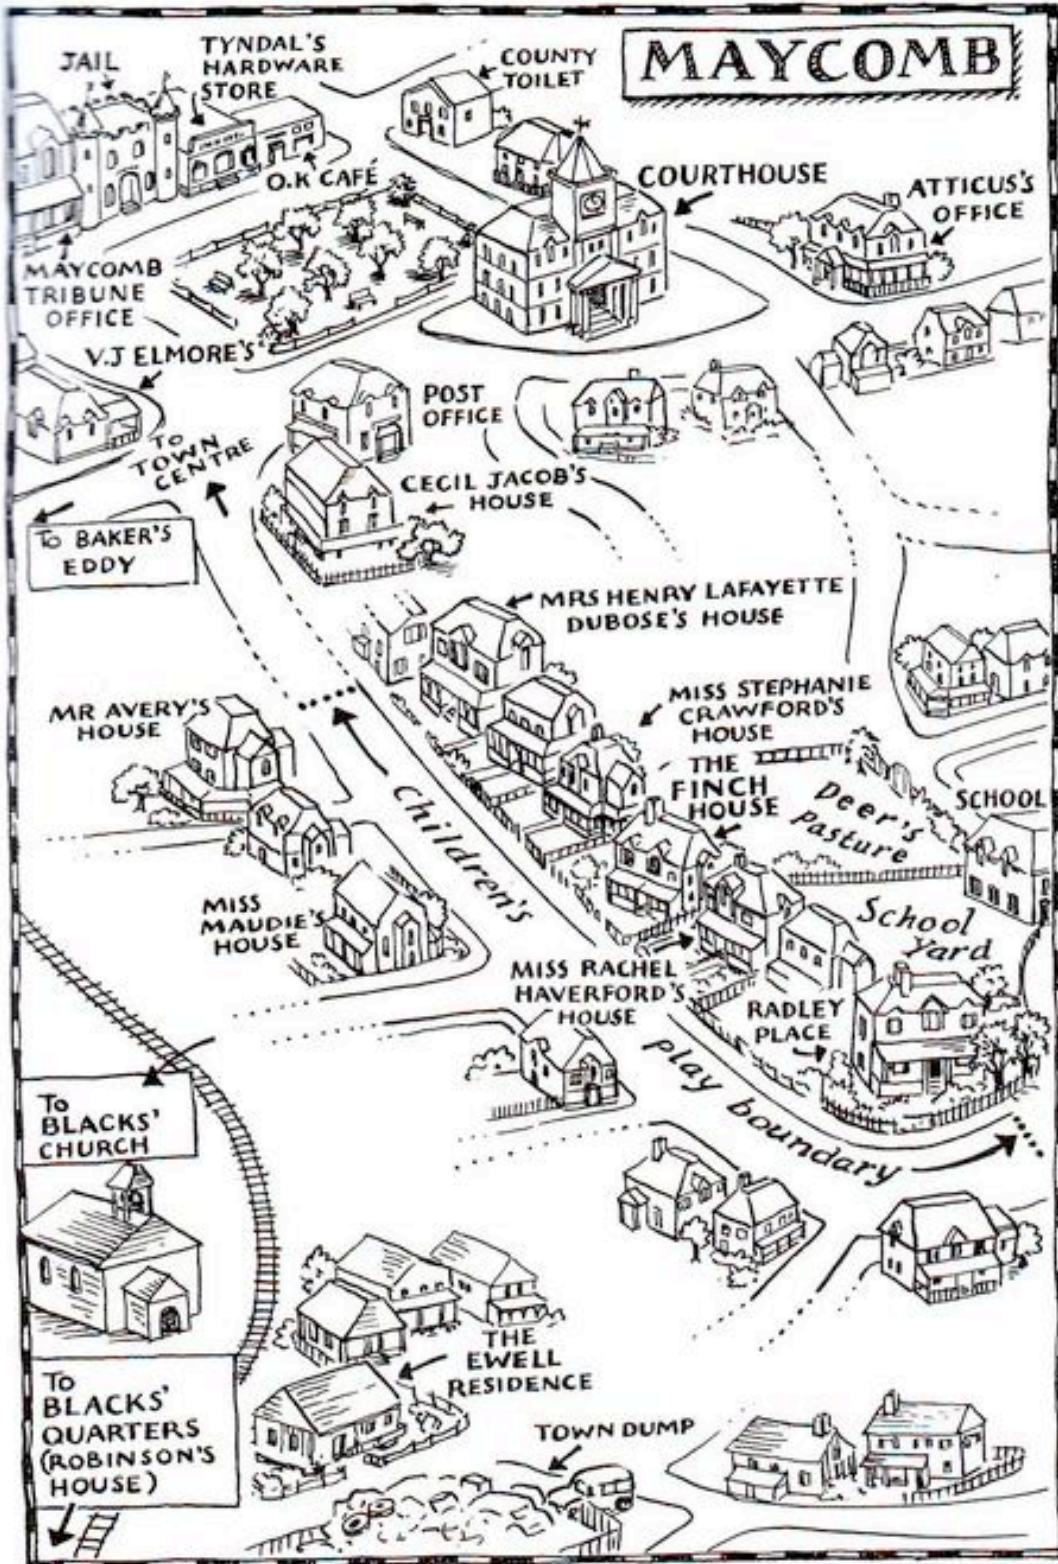 MAYCOMB
JAIL
TYNDAL'S
HARDWARE
STORE
COUNTY
TOILET
O.K CAFÉ
COURTHOUSE
ATTICUS'S
OFFICE
MAYCOMB
TRIBUNE
OFFICE
V.J ELMORE'S
POST
OFFICE
TO
TOWN
CENTRE
CECIL JACOB'S
HOUSE
TO BAKER'S
EDDY
MRS HENRY LAFAYETTE
DUBOSE'S HOUSE
MISS STEPHANIE
CRAWFORD'S
HOUSE
MR AVERY'S
HOUSE
THE
FINCH
HOUSE
Deer's
Pasture
SCHOOL
Children's
play boundary
MISS
MAUDIE'S
HOUSE
School
Yard
MISS RACHEL
HAVERFORD'S
HOUSE
RADLEY
PLACE
To
BLACKS'
CHURCH
THE
EWELL
RESIDENCE
To
BLACKS'
QUARTERS
(ROBINSON'S
HOUSE)
TOWN DUMP